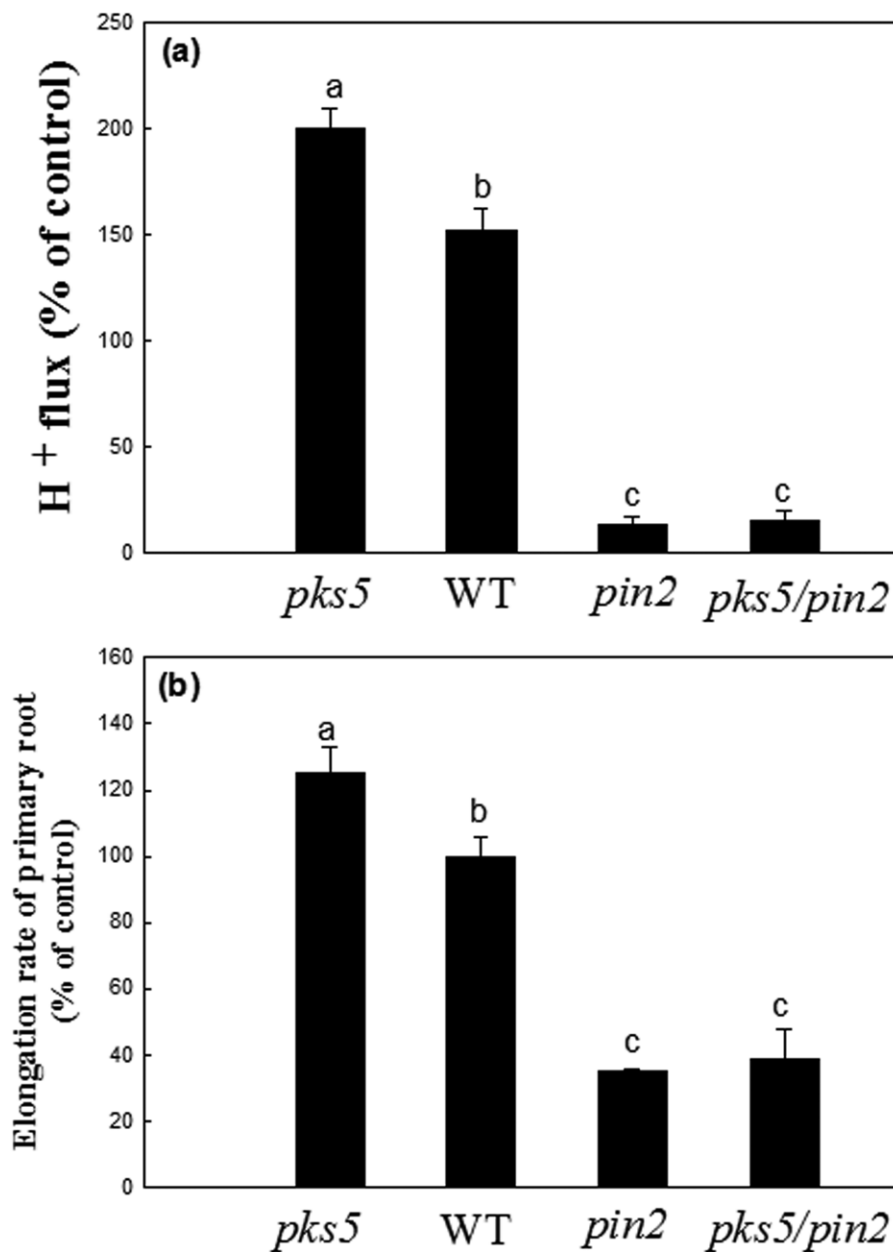 (a)
H + flux (% of control)
250
200
150
100
50
0
a
b
c
c
pks5
WT
pin2
pks5/pin2
(b)
Elongation rate of primary root
(% of control)
160
140
120
100
80
60
40
20
0
a
b
c
c
pks5
WT
pin2
pks5/pin2